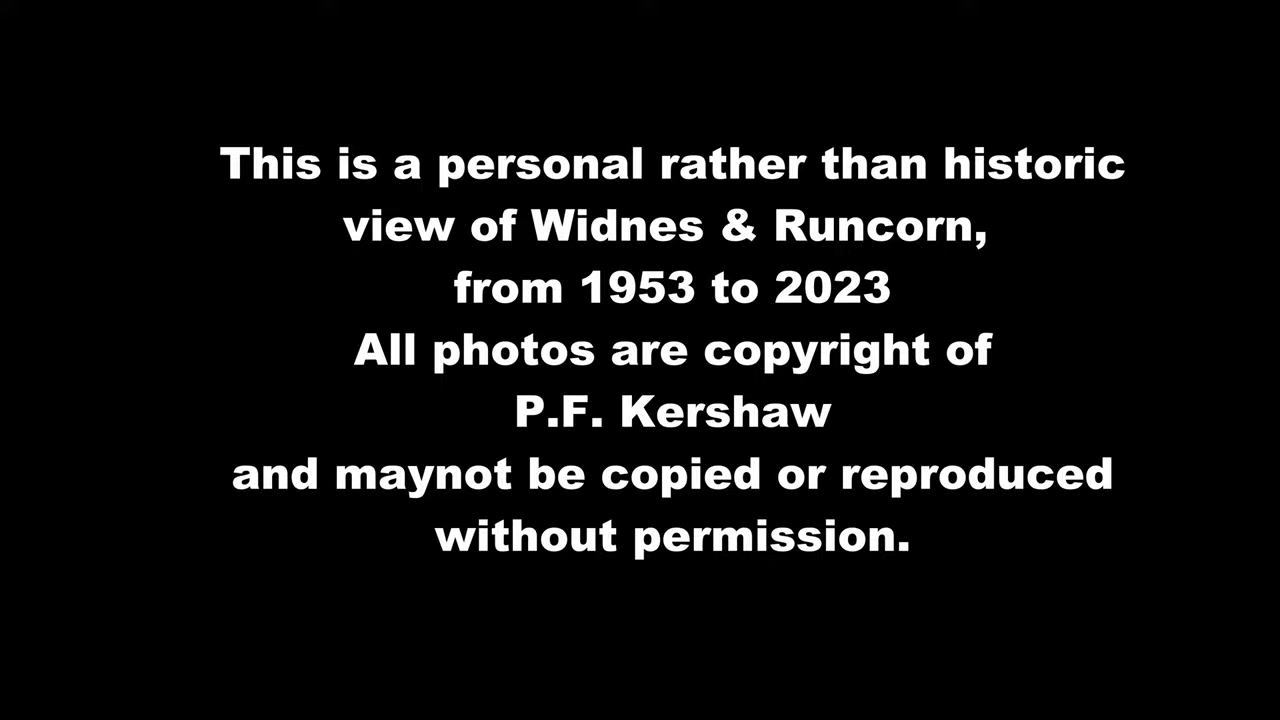 This is a personal rather than historic
view of Widnes & Runcorn,
from 1953 to 2023
All photos are copyright of
P.F. Kershaw
and maynot be copied or reproduced
without permission.